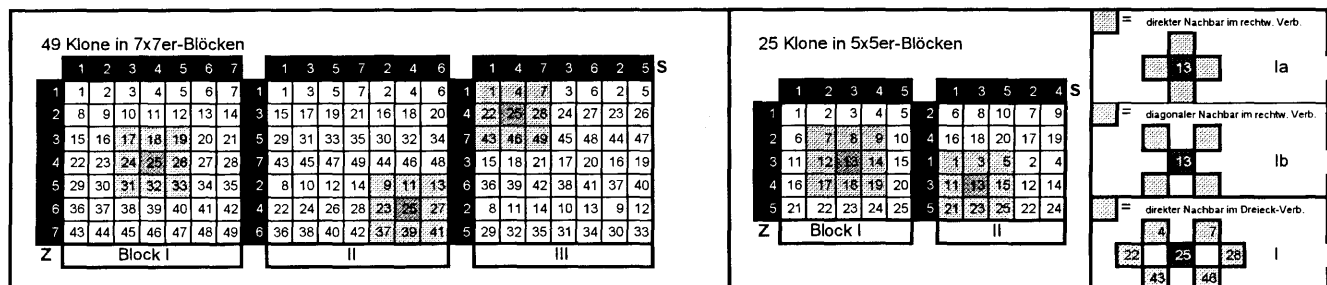 49 Klone in 7x7er-Blöcken
1 2 3 4 5 6 7 1 3 5 7 2 4 6 1 4 7 3 6 2 5 S
1 1 2 3 4 5 6 7 1 1 3 5 7 2 4 6 1 1 4 7 3 6 2 5
2 8 9 10 11 12 13 14 3 15 17 19 21 16 18 20 4 22 25 28 24 27 23 26
3 15 16 17 18 19 20 21 5 29 31 33 35 30 32 34 7 43 46 49 45 48 44 47
4 22 23 24 25 26 27 28 7 43 45 47 49 44 46 48 3 15 18 21 17 20 16 19
5 29 30 31 32 33 34 35 2 8 10 12 14 9 11 13 6 36 39 42 38 41 37 40
6 36 37 38 39 40 41 42 4 22 24 26 28 23 25 27 2 8 11 14 10 13 9 12
7 43 44 45 46 47 48 49 6 36 38 40 42 37 39 41 5 29 32 35 31 34 30 33
Z Block I II III
25 Klone in 5x5er-Blöcken
1 2 3 4 5 1 3 5 2 4 S
1 1 2 3 4 5 2 6 8 10 7 9
2 6 7 8 9 10 4 16 18 20 17 19
3 11 12 13 14 15 1 1 3 5 2 4
4 16 17 18 19 20 3 11 13 15 12 14
5 21 22 23 24 25 5 21 23 25 22 24
Z Block I II
= direkter Nachbar im rechtw. Verb.
13 Ia
= diagonaler Nachbar im rechtw. Verb.
13 Ib
= direkter Nachbar im Dreieck-Verb.
4 7
22 25 28 I
43 46